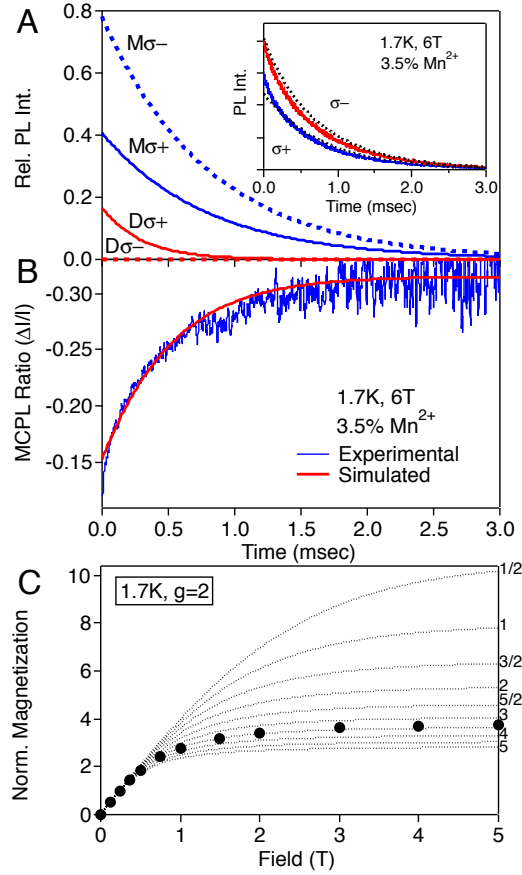 A
0.8
0.6
0.4
0.2
0.0
Rel. PL Int.
Mσ−
Mσ+
Dσ+
Dσ−
PL Int.
1.7K, 6T
3.5% Mn2+
σ−
σ+
0.0
1.0
2.0
3.0
Time (msec)
B
-0.30
-0.25
-0.20
-0.15
MCPL Ratio (ΔI/I)
1.7K, 6T
3.5% Mn2+
Experimental
Simulated
0.0
0.5
1.0
1.5
2.0
2.5
3.0
Time (msec)
C
10
8
6
4
2
0
Norm. Magnetization
1.7K, g=2
1/2
1
3/2
2
5/2
3
4
5
0
1
2
3
4
5
Field (T)